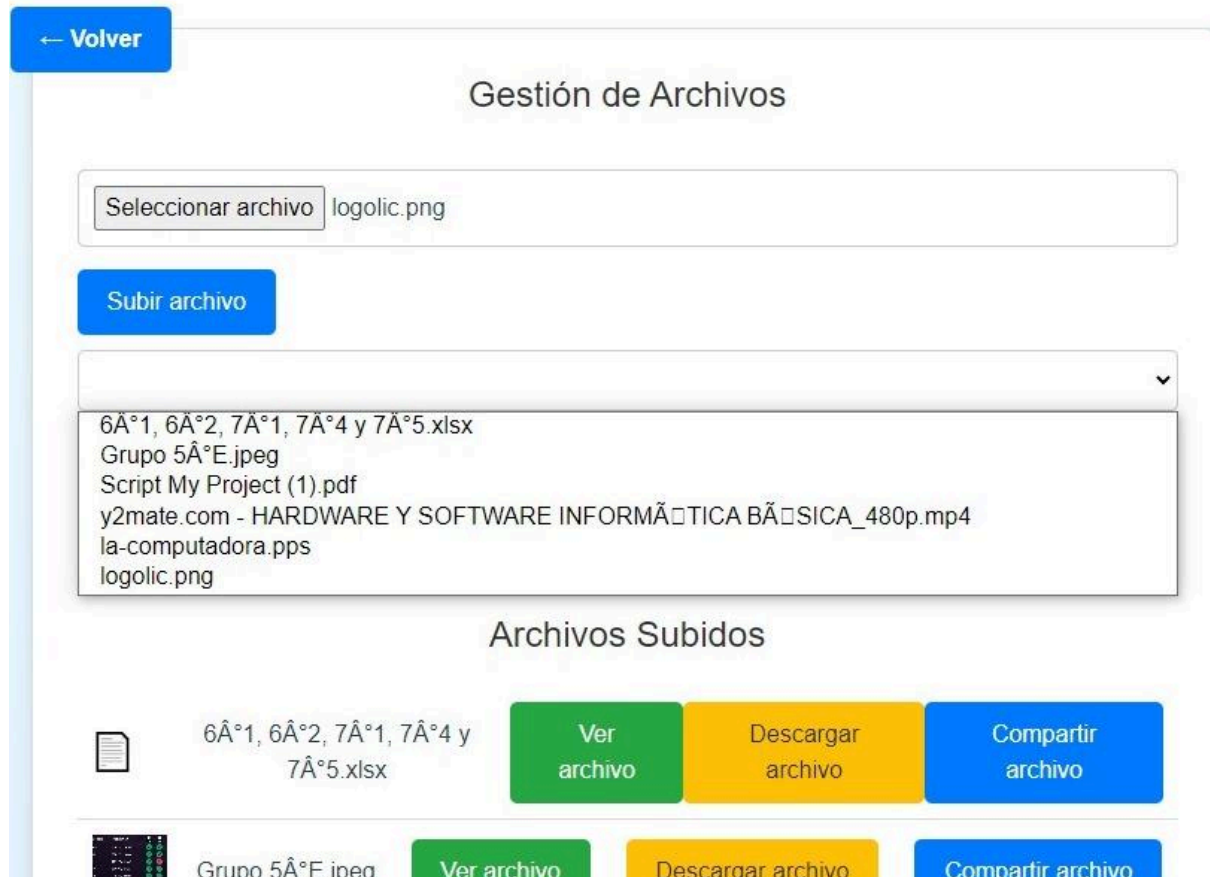 ← Volver
Gestión de Archivos
Seleccionar archivo logolic.png
Subir archivo
6Â°1, 6Â°2, 7Â°1, 7Â°4 y 7Â°5.xlsx
Grupo 5Â°E.jpeg
Script My Project (1).pdf
y2mate.com - HARDWARE Y SOFTWARE INFORMÃ□TICA BÃ□SICA_480p.mp4
la-computadora.pps
logolic.png
Archivos Subidos
6Â°1, 6Â°2, 7Â°1, 7Â°4 y
7Â°5.xlsx
Ver
archivo
Descargar
archivo
Compartir
archivo
Grupo 5Â°E.jpeg
Ver archivo
Descargar archivo
Compartir archivo